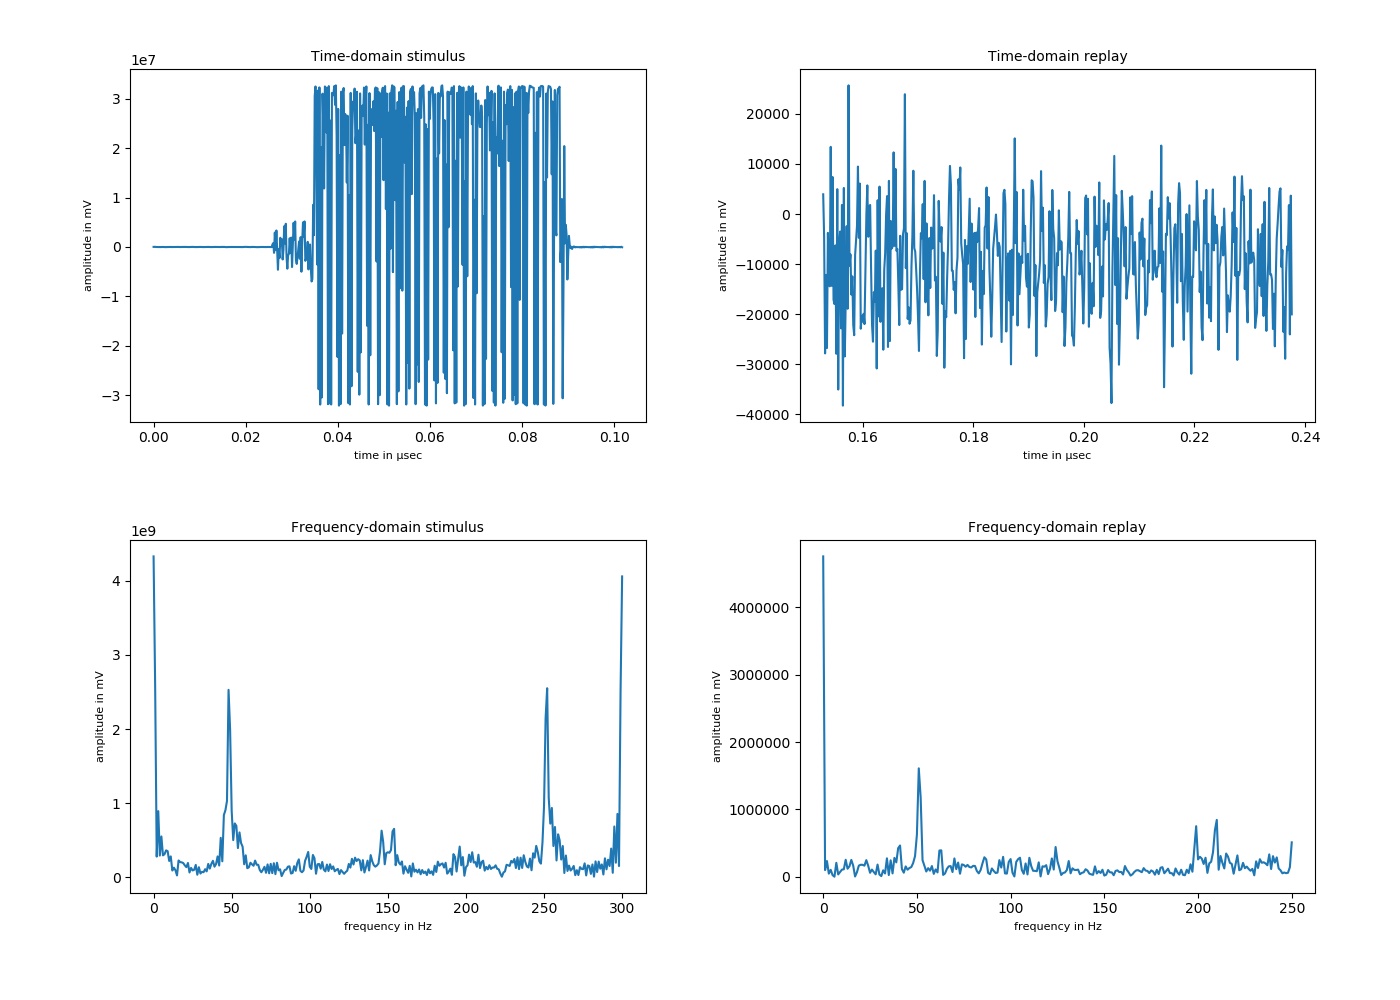 Time-domain stimulus
1e7
3
2
1
0
−1
−2
−3
amplitude in mV
0.00 0.02 0.04 0.06 0.08 0.10
time in µsec
Time-domain replay
20000
10000
0
−10000
−20000
−30000
−40000
amplitude in mV
0.16 0.18 0.20 0.22 0.24
time in µsec
Frequency-domain stimulus
1e9
4
3
2
1
0
amplitude in mV
0 50 100 150 200 250 300
frequency in Hz
Frequency-domain replay
4000000
3000000
2000000
1000000
0
amplitude in mV
0 50 100 150 200 250
frequency in Hz